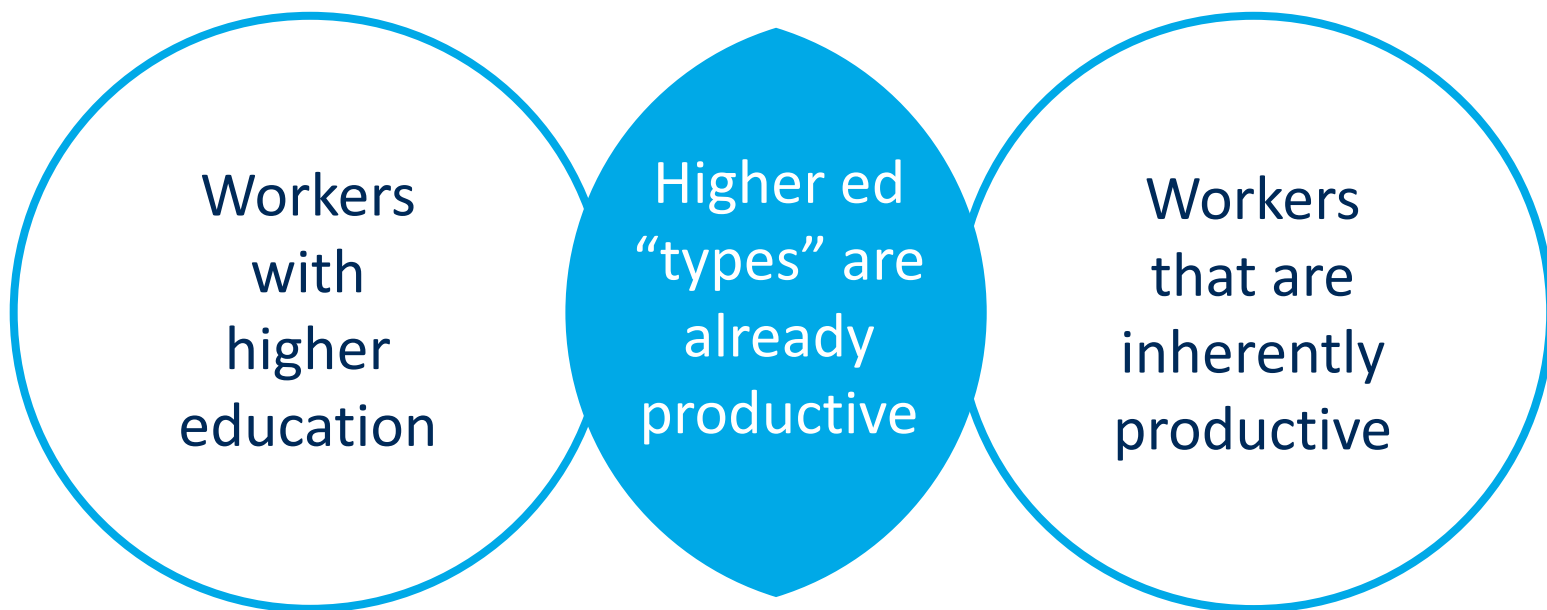 Workers
with
higher
education
Higher ed
“types” are
already
productive
Workers
that are
inherently
productive